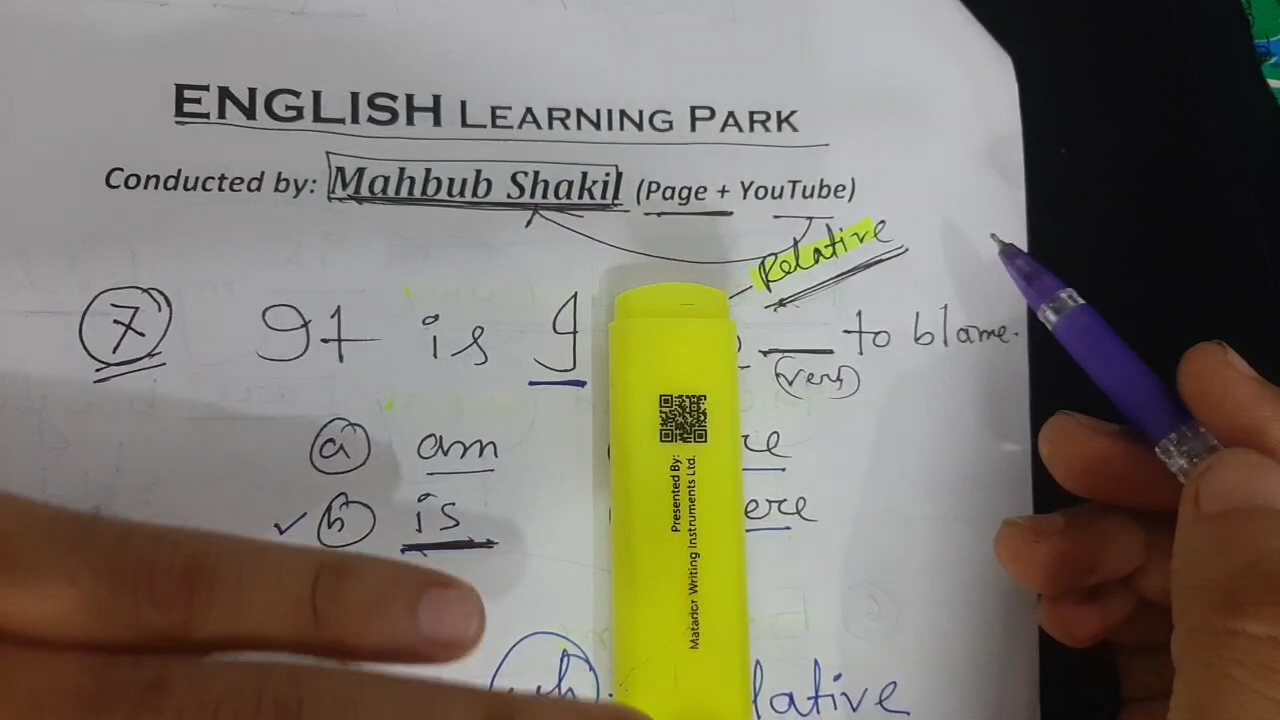 ENGLISH LEARNING PARK
Conducted by: Mahbub Shakil (Page + YouTube)
Relative
7 It is I to blame.
(verb)
a am
b is
Presented By:
Matador Writing Instruments Ltd.